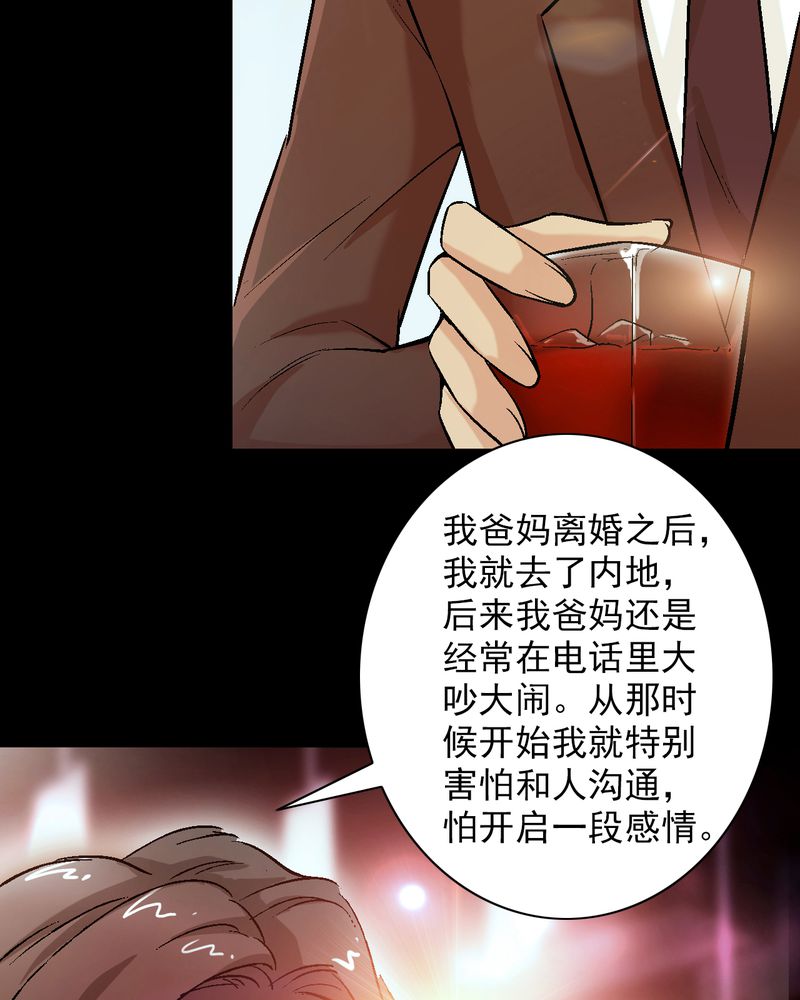 我爸妈离婚之后，
我就去了内地，
后来我爸妈还是
经常在电话里大
吵大闹。从那时
候开始我就特别
害怕和人沟通，
怕开启一段感情。